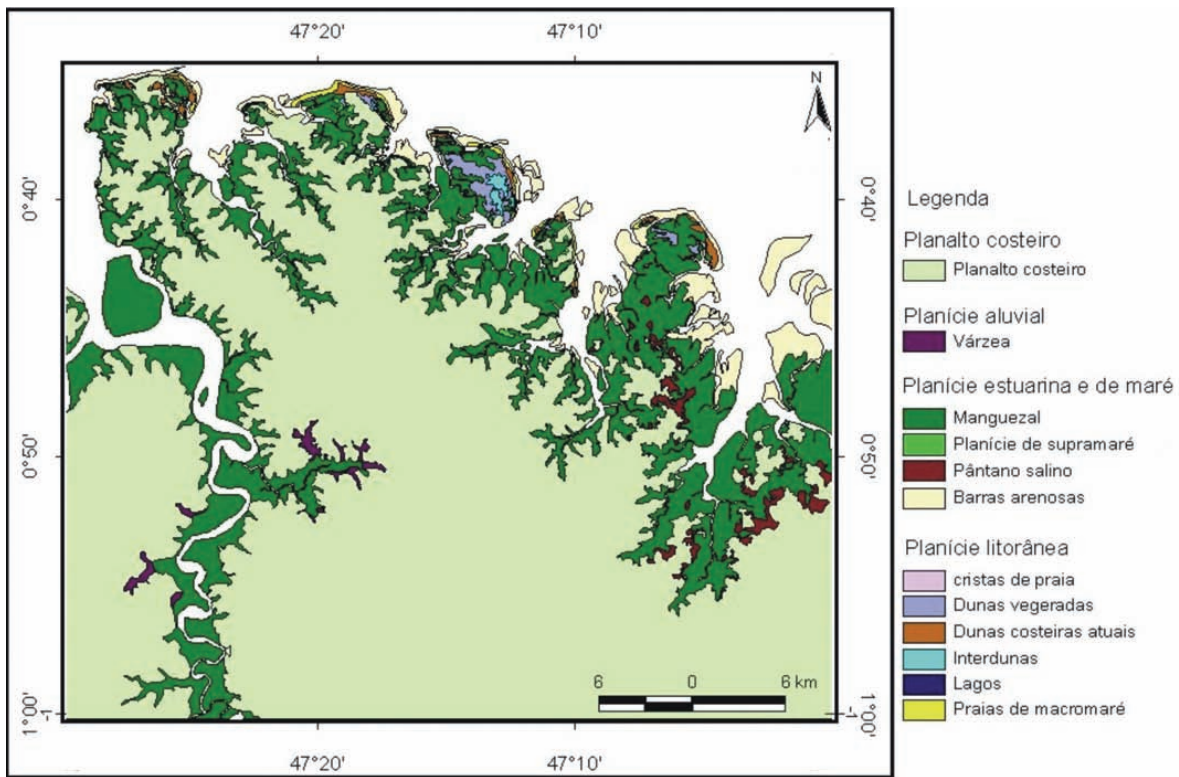 47°20'
47°10'
N
0°40'
0°40'
0°50'
0°50'
1°00'
1°00'
6
0
6 km
47°20'
47°10'
Legenda
Planalto costeiro
Planalto costeiro
Planície aluvial
Várzea
Planície estuarina e de maré
Manguezal
Planície de supramaré
Pântano salino
Barras arenosas
Planície litorânea
cristas de praia
Dunas vegeradas
Dunas costeiras atuais
Interdunas
Lagos
Praias de macromaré